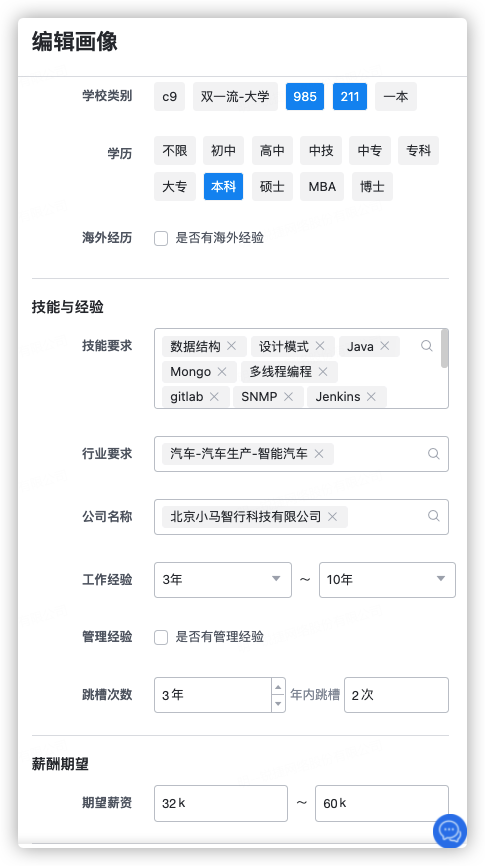 编辑画像
学校类别 c9 双一流-大学 985 211 一本
学历 不限 初中 高中 中技 中专 专科
大专 本科 硕士 MBA 博士
海外经历 是否有海外经验
技能与经验
技能要求 数据结构 设计模式 Java
Mongo 多线程编程
gitlab SNMP Jenkins
行业要求 汽车-汽车生产-智能汽车
公司名称 北京小马智行科技有限公司
工作经验 3年 ~ 10年
管理经验 是否有管理经验
跳槽次数 3 年 年内跳槽 2 次
薪酬期望
期望薪资 32 k ~ 60 k